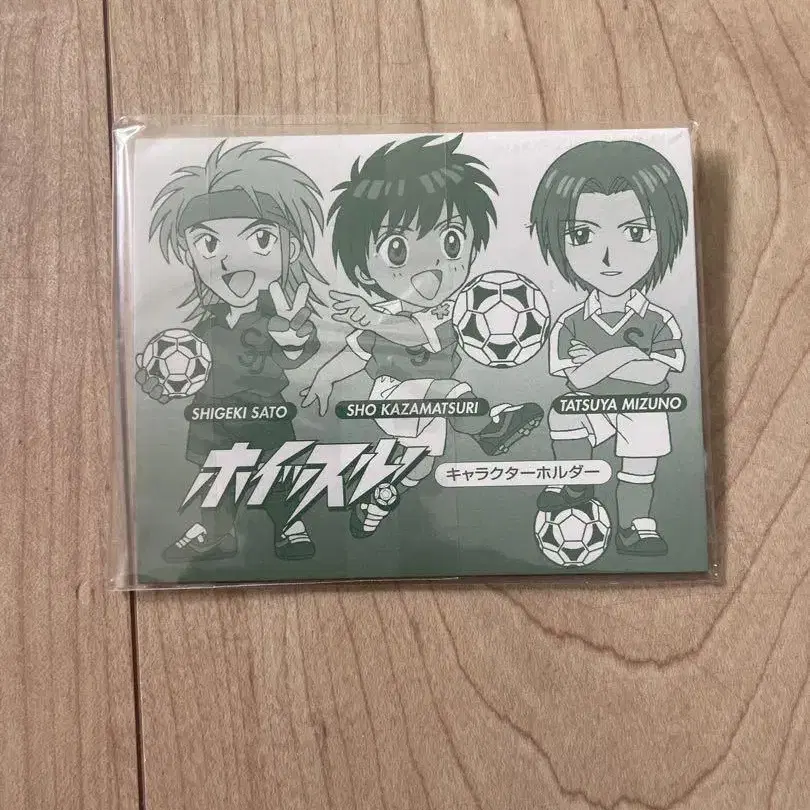 SHIGEKI SATO
SHO KAZAMATSURI
TATSUYA MIZUNO
ホイッスル
キャラクターホルダー